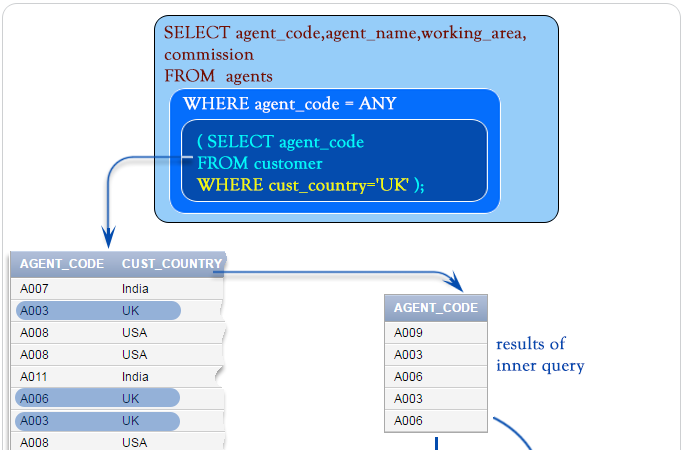 SELECT agent_code,agent_name,working_area,
commission
FROM agents
WHERE agent_code = ANY
( SELECT agent_code
FROM customer
WHERE cust_country='UK' );
AGENT_CODE CUST_COUNTRY
A007 India
A003 UK
A008 USA
A008 USA
A011 India
A006 UK
A003 UK
A008 USA
AGENT_CODE
A009
A003
A006
A003
A006
results of
inner query